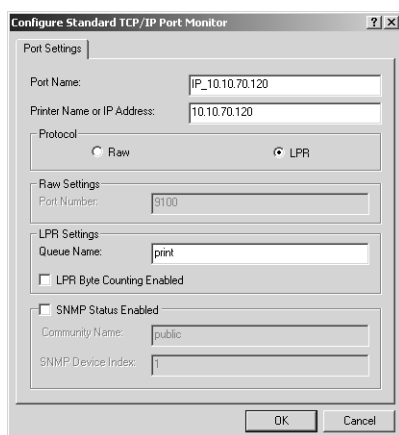 Configure Standard TCP/IP Port Monitor ? X
Port Settings
Port Name: IP_10.10.70.120
Printer Name or IP Address: 10.10.70.120
Protocol
Raw LPR
Raw Settings
Port Number: 9100
LPR Settings
Queue Name: print
LPR Byte Counting Enabled
SNMP Status Enabled
Community Name: public
SNMP Device Index: 1
OK Cancel